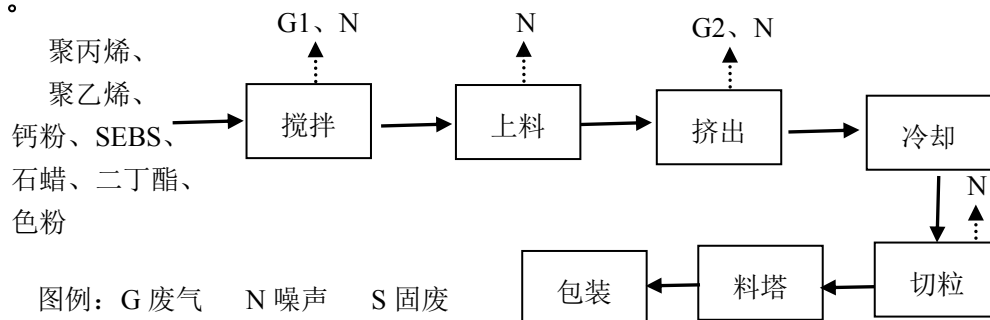 。
G1、N
N
G2、N
聚丙烯、
聚乙烯、
钙粉、SEBS、
石蜡、二丁酯、
色粉
搅拌
上料
挤出
冷却
N
包装
料塔
切粒
图例：G 废气 N 噪声 S 固废